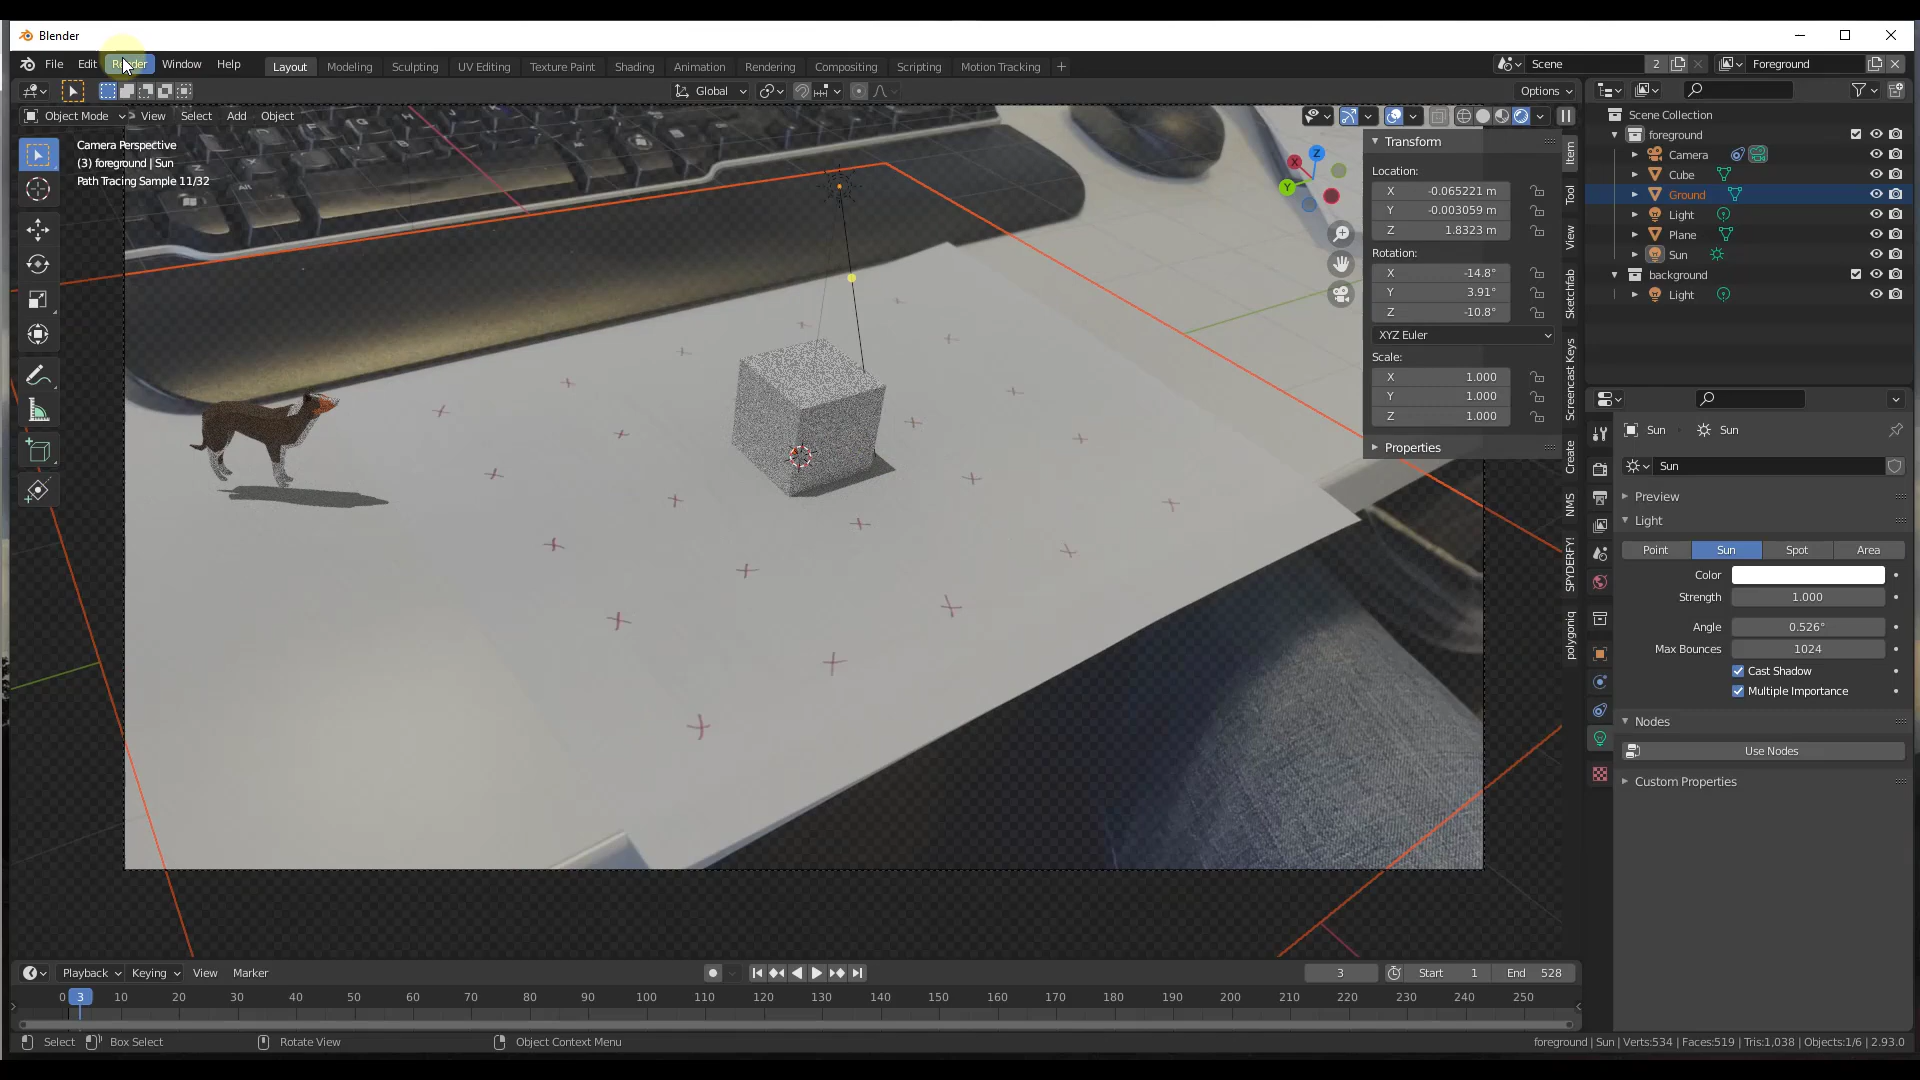 Blender
File Edit Render Window Help Layout Modeling Sculpting UV Editing Texture Paint Shading Animation Rendering Compositing Scripting Motion Tracking + Scene 2 Foreground
Global Options
Object Mode View Select Add Object
Camera Perspective
(3) foreground | Sun
Path Tracing Sample 11/32
Transform
Location:
X -0.065221 m
Y -0.003059 m
Z 1.8323 m
Rotation:
X -14.8°
Y 3.91°
Z -10.8°
XYZ Euler
Scale:
X 1.000
Y 1.000
Z 1.000
Properties
Z
X
Y
Item
Tool
View
Sketchfab
Screencast Keys
Create
NMS
SPYDERFY!
polygoniq
Scene Collection
foreground
Camera
Cube
Ground
Light
Plane
Sun
background
Light
Sun Sun
Sun
Preview
Light
Point Sun Spot Area
Color
Strength 1.000
Angle 0.526°
Max Bounces 1024
Cast Shadow
Multiple Importance
Nodes
Use Nodes
Custom Properties
Playback Keying View Marker 3 Start 1 End 528
0 3 10 20 30 40 50 60 70 80 90 100 110 120 130 140 150 160 170 180 190 200 210 220 230 240 250
Select Box Select Rotate View Object Context Menu foreground | Sun | Verts:534 | Faces:519 | Tris:1,038 | Objects:1/6 | 2.93.0